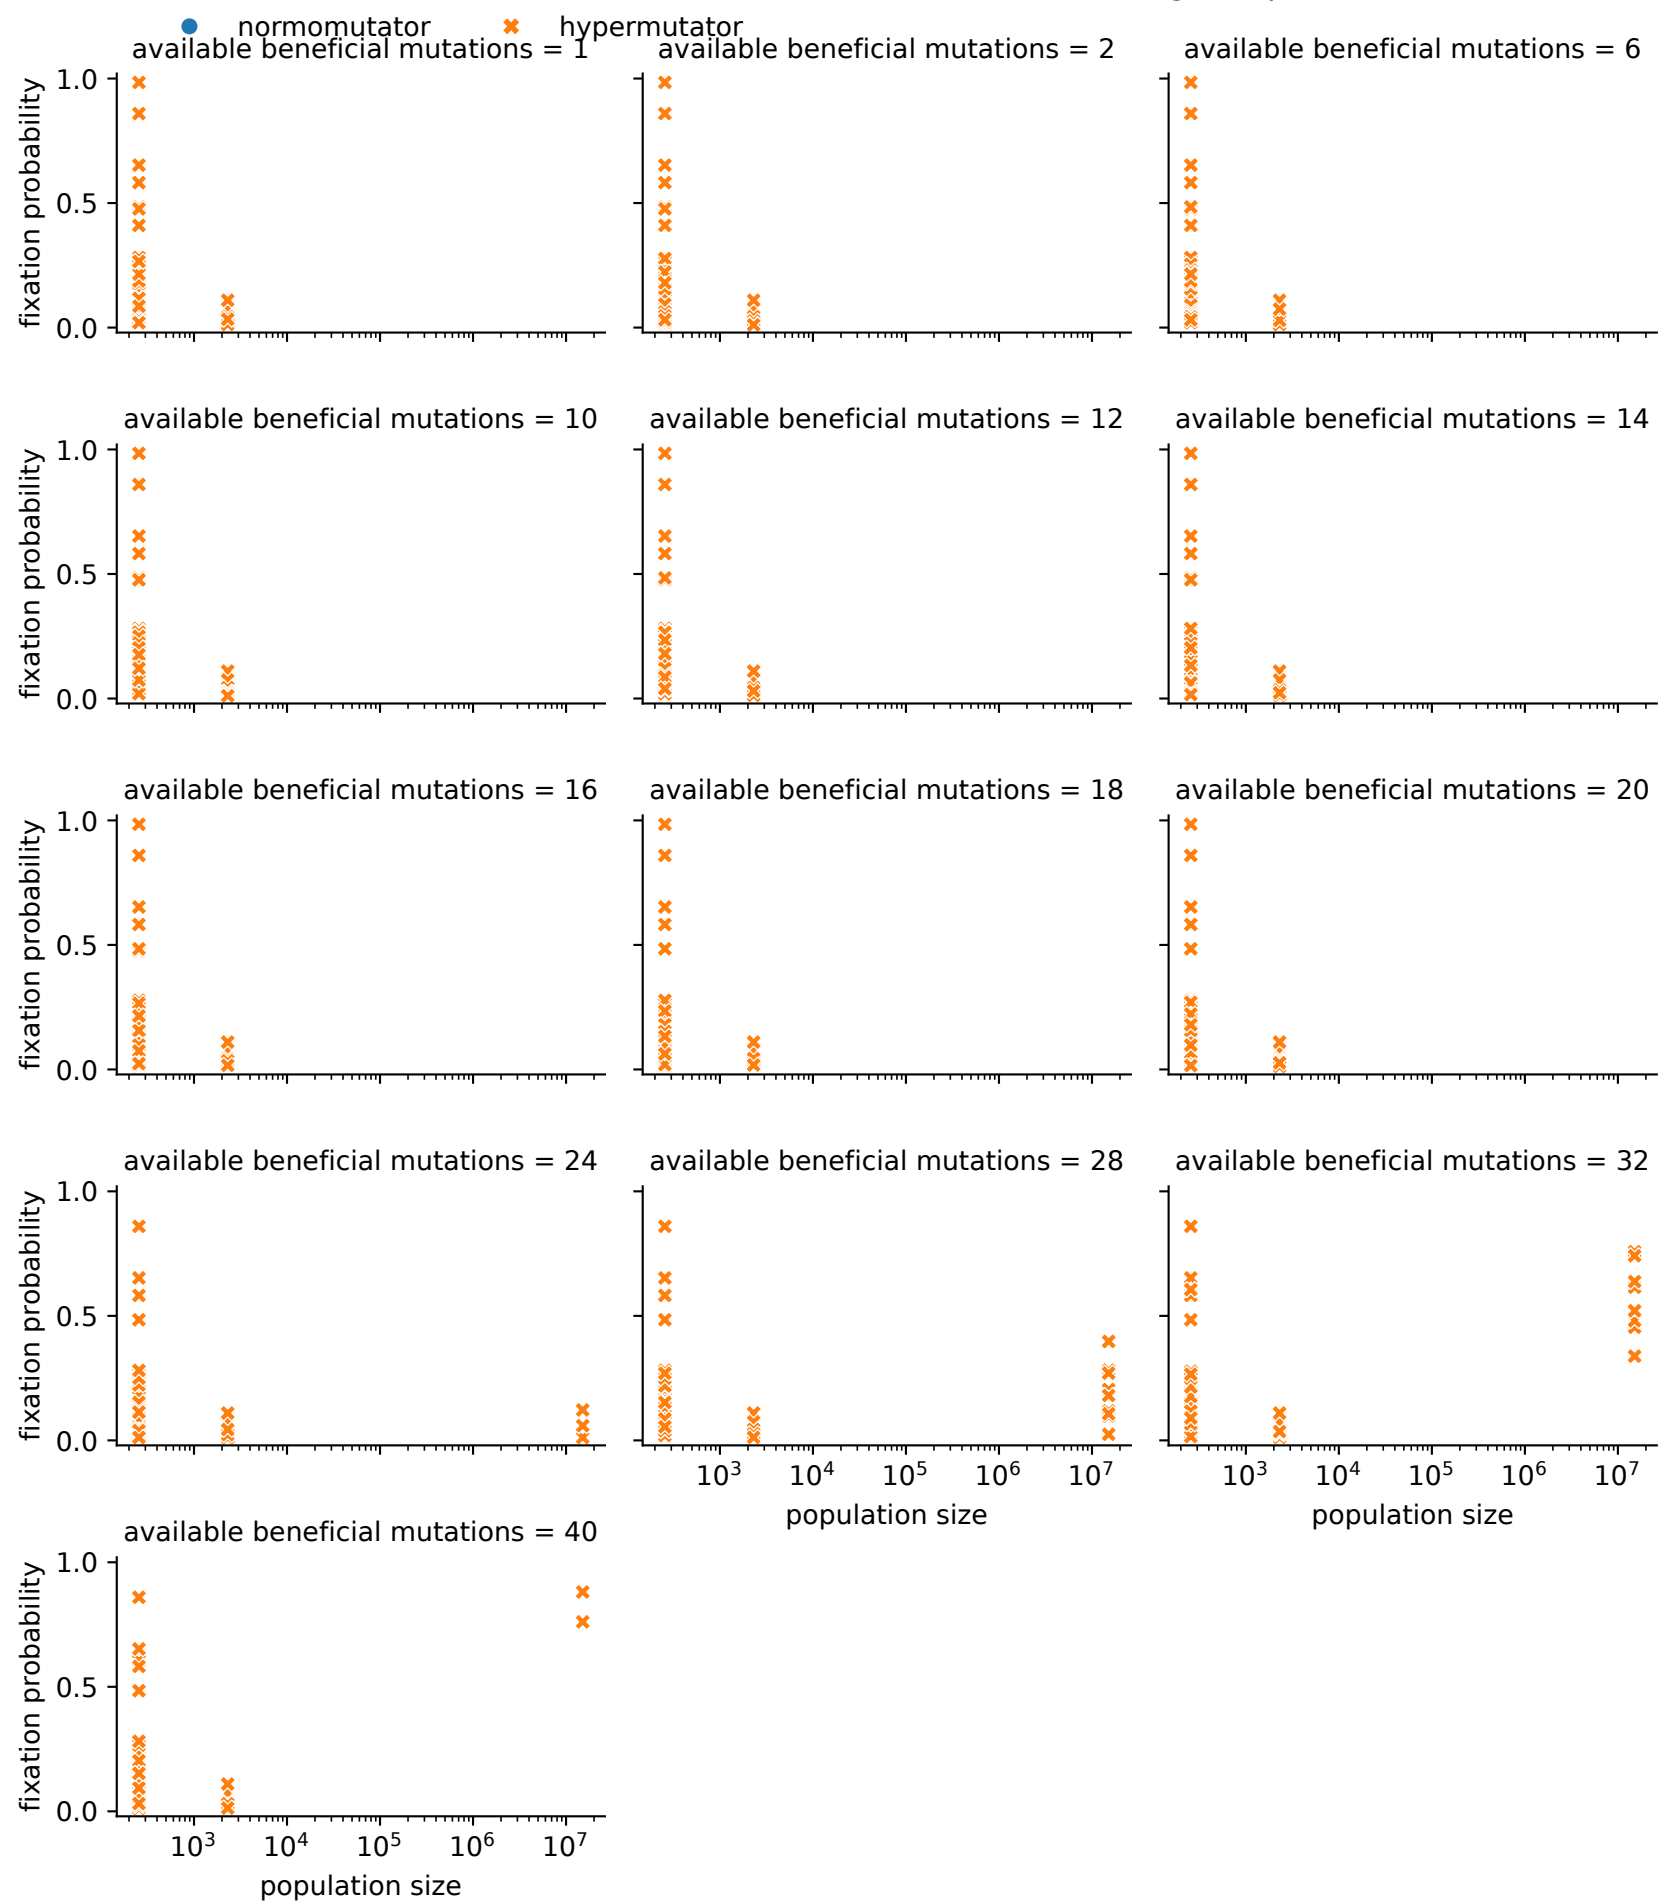 normomutator hypermutator
available beneficial mutations = 1 available beneficial mutations = 2 available beneficial mutations = 6
1.0
0.5
0.0
fixation probability
available beneficial mutations = 10 available beneficial mutations = 12 available beneficial mutations = 14
1.0
0.5
0.0
fixation probability
available beneficial mutations = 16 available beneficial mutations = 18 available beneficial mutations = 20
1.0
0.5
0.0
fixation probability
available beneficial mutations = 24 available beneficial mutations = 28 available beneficial mutations = 32
1.0
0.5
0.0
fixation probability
10³ 10⁴ 10⁵ 10⁶ 10⁷ 10³ 10⁴ 10⁵ 10⁶ 10⁷
population size population size
available beneficial mutations = 40
1.0
0.5
0.0
fixation probability
10³ 10⁴ 10⁵ 10⁶ 10⁷
population size